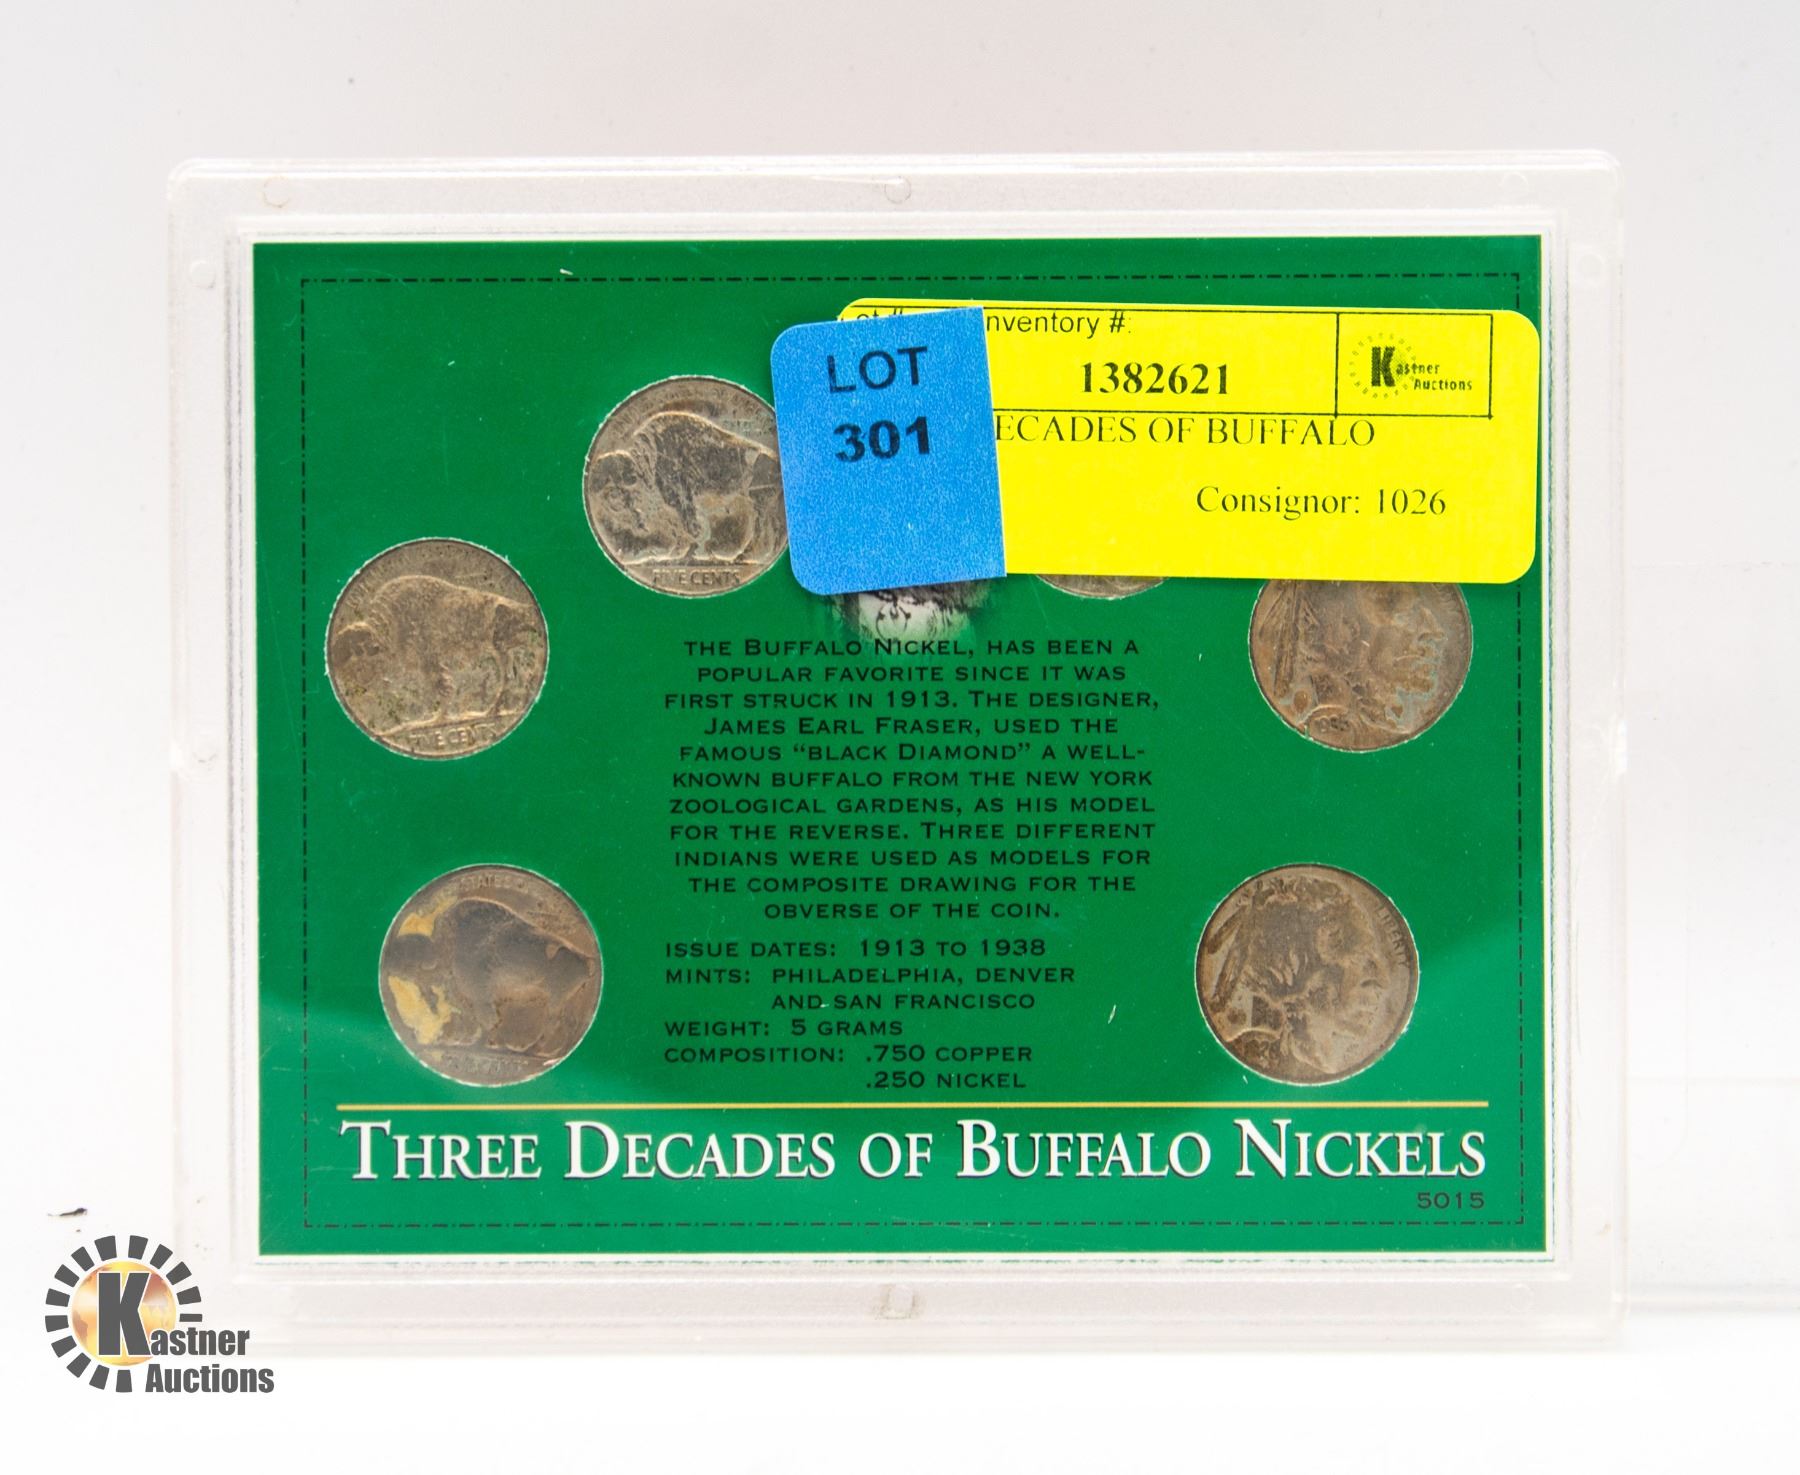 nventory #:
1382621
Kastner
Auctions
LOT
301
ECADES OF BUFFALO
Consignor: 1026
FIVE CENTS
FIVE CENTS
LIBERTY
THE BUFFALO NICKEL, HAS BEEN A
POPULAR FAVORITE SINCE IT WAS
FIRST STRUCK IN 1913. THE DESIGNER,
JAMES EARL FRASER, USED THE
FAMOUS “BLACK DIAMOND” A WELL-
KNOWN BUFFALO FROM THE NEW YORK
ZOOLOGICAL GARDENS, AS HIS MODEL
FOR THE REVERSE. THREE DIFFERENT
INDIANS WERE USED AS MODELS FOR
THE COMPOSITE DRAWING FOR THE
OBVERSE OF THE COIN.
ISSUE DATES: 1913 TO 1938
MINTS: PHILADELPHIA, DENVER
AND SAN FRANCISCO
WEIGHT: 5 GRAMS
COMPOSITION: .750 COPPER
.250 NICKEL
THREE DECADES OF BUFFALO NICKELS
5015
Kastner
Auctions